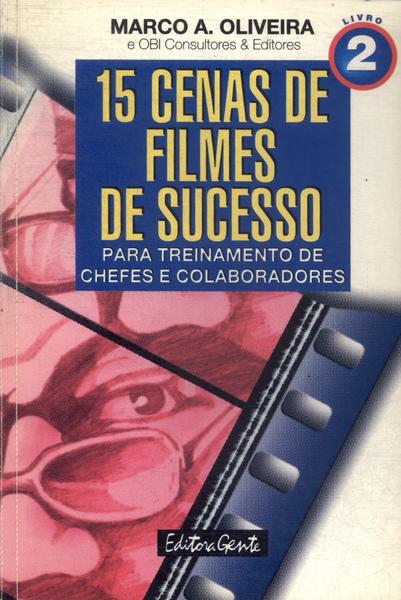 MARCO A. OLIVEIRA
e OBI Consultores & Editores
LIVRO
2
15 CENAS DE
FILMES
DE SUCESSO
PARA TREINAMENTO DE
CHEFES E COLABORADORES
Editora Gente